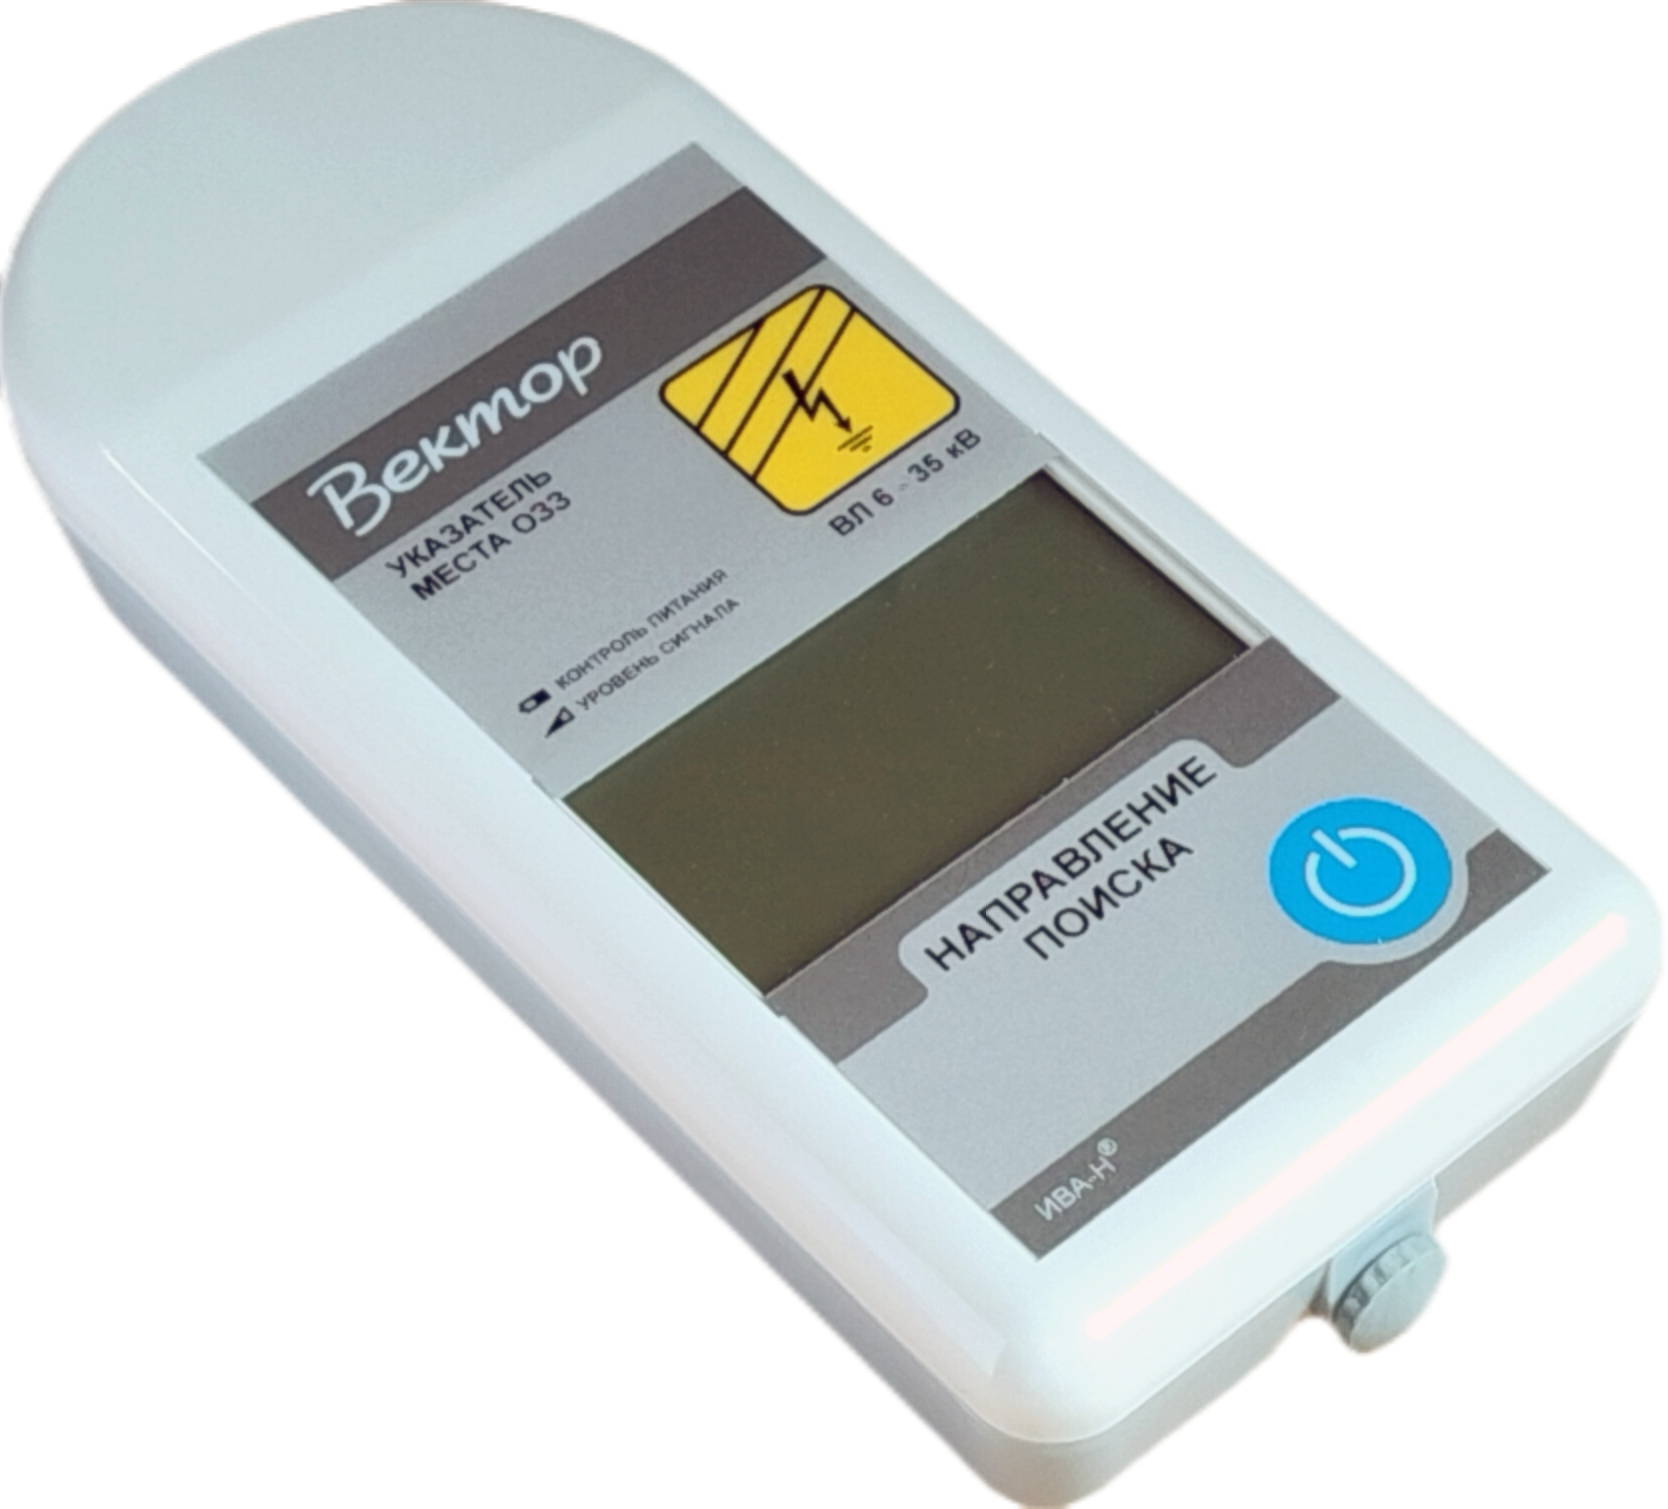 Вектор
УКАЗАТЕЛЬ
МЕСТА ОЗЗ
ВЛ 6 - 35 кВ
КОНТРОЛЬ ПИТАНИЯ
УРОВЕНЬ СИГНАЛА
НАПРАВЛЕНИЕ
ПОИСКА
ИВА-Н®